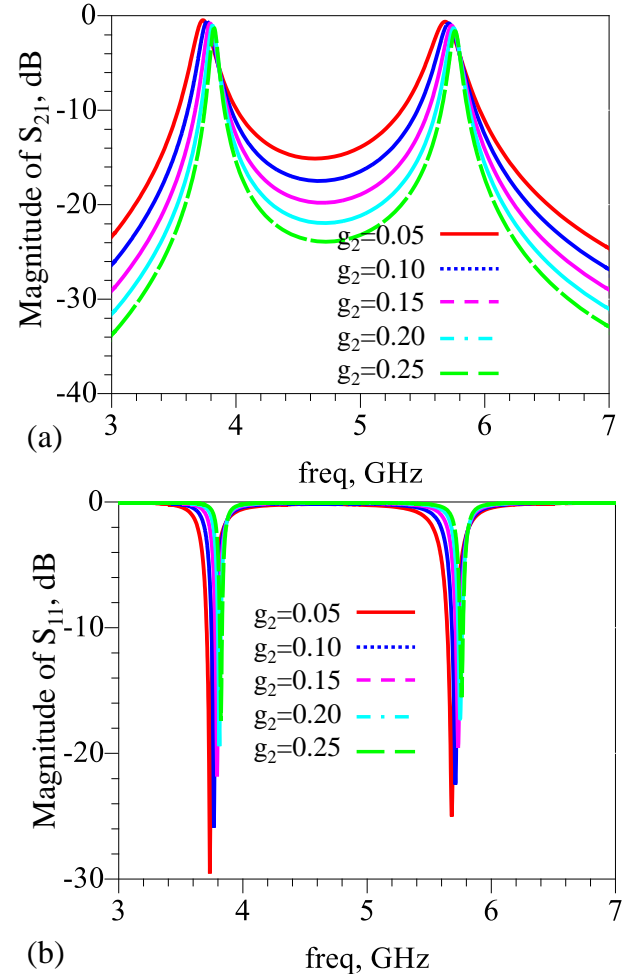 0
-10
-20
-30
-40
Magnitude of S21, dB
g2=0.05
g2=0.10
g2=0.15
g2=0.20
g2=0.25
3 4 5 6 7
(a)
freq, GHz
0
-10
-20
-30
Magnitude of S11, dB
g2=0.05
g2=0.10
g2=0.15
g2=0.20
g2=0.25
3 4 5 6 7
(b)
freq, GHz